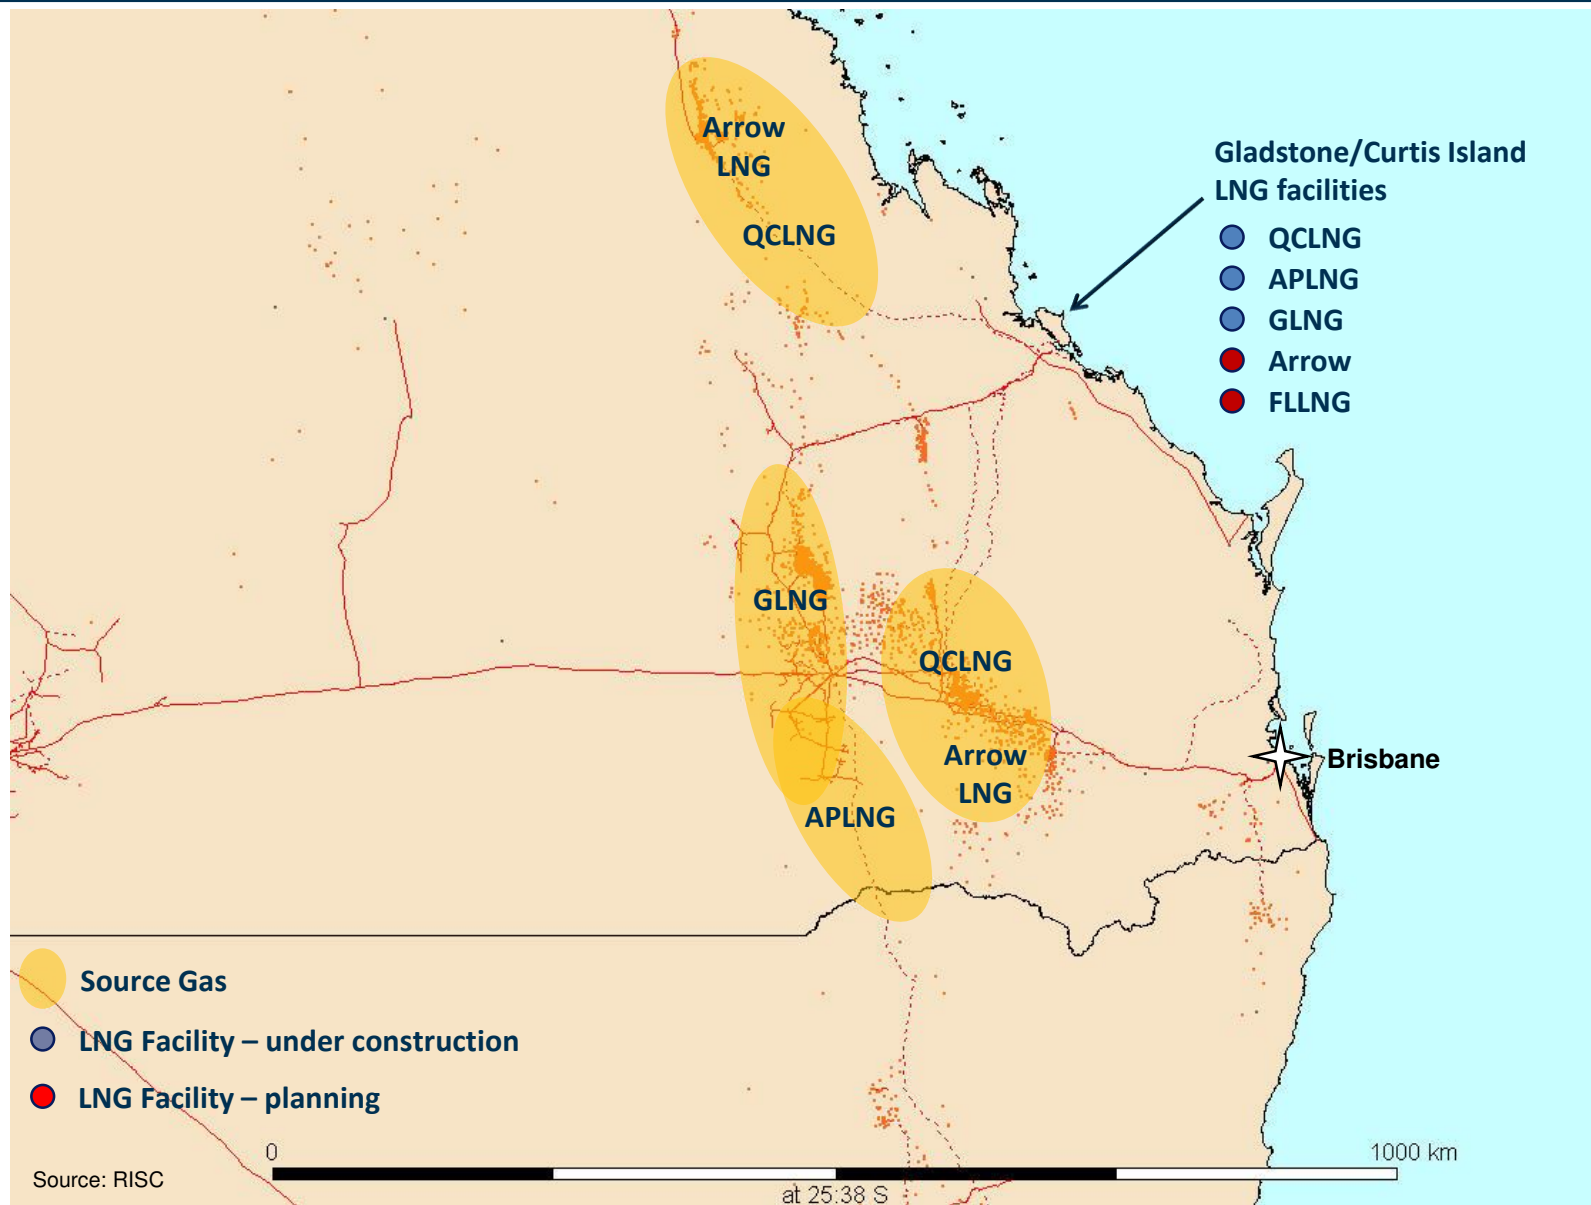 Arrow
LNG
QCLNG
Gladstone/Curtis Island
LNG facilities
QCLNG
APLNG
GLNG
Arrow
FLLNG
GLNG
QCLNG
Arrow
LNG
APLNG
Brisbane
Source Gas
LNG Facility – under construction
LNG Facility – planning
0
1000 km
at 25:38 S
Source: RISC